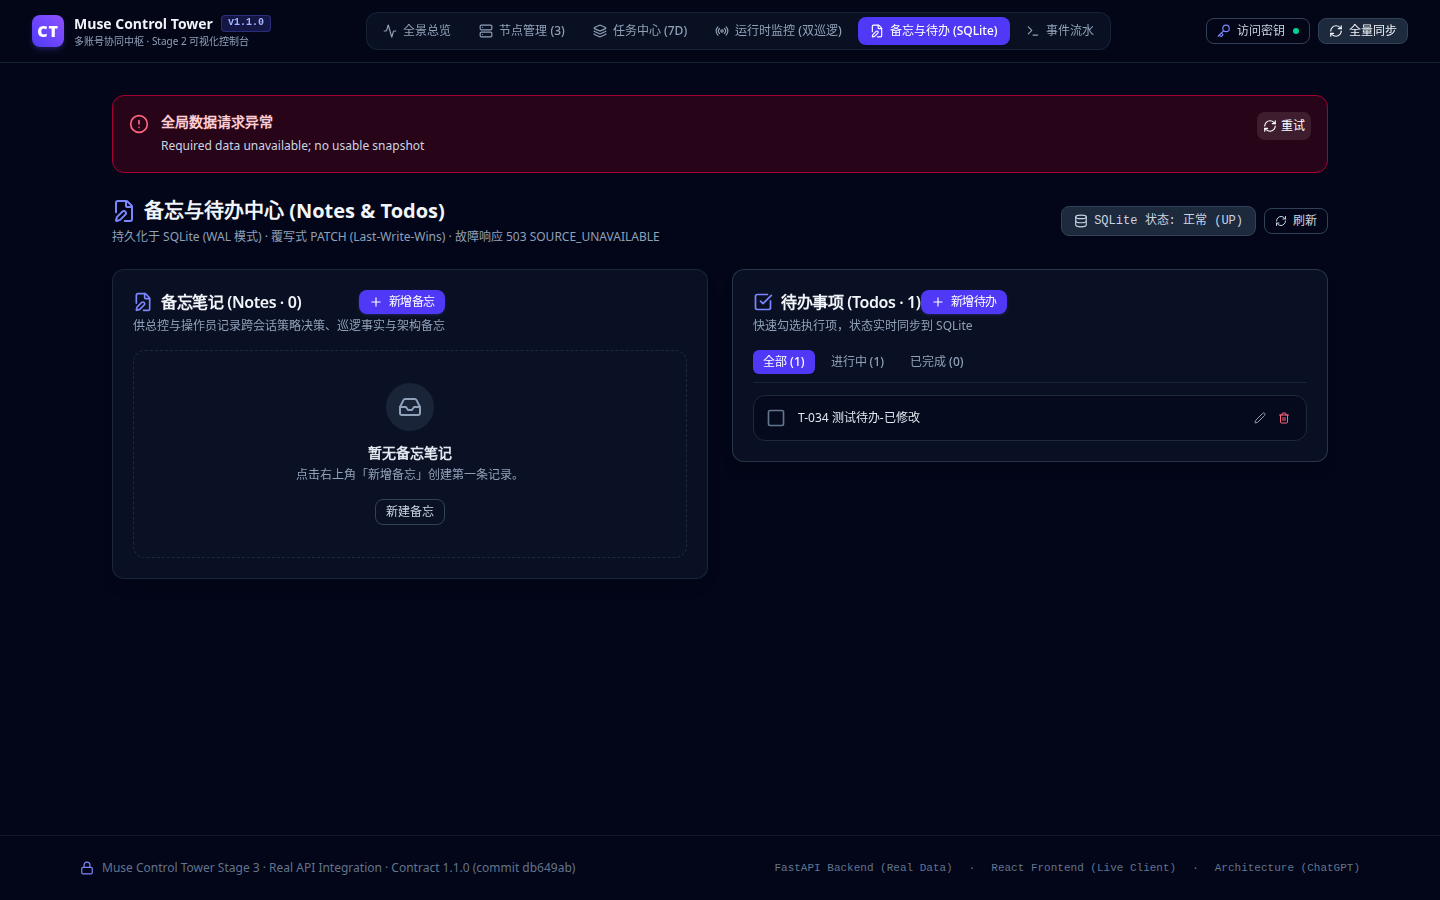 CT
Muse Control Tower v1.1.0
多账号协同中枢 · Stage 2 可视化控制台
全景总览
节点管理 (3)
任务中心 (7D)
运行时监控 (双巡逻)
备忘与待办 (SQLite)
事件流水
访问密钥
全量同步
全局数据请求异常
Required data unavailable; no usable snapshot
重试
备忘与待办中心 (Notes & Todos)
持久化于 SQLite (WAL 模式) · 覆写式 PATCH (Last-Write-Wins) · 故障响应 503 SOURCE_UNAVAILABLE
SQLite 状态: 正常 (UP)
刷新
备忘笔记 (Notes · 0)
新增备忘
供总控与操作员记录跨会话策略决策、巡逻事实与架构备忘
暂无备忘笔记
点击右上角「新增备忘」创建第一条记录。
新建备忘
待办事项 (Todos · 1)
新增待办
快速勾选执行项，状态实时同步到 SQLite
全部 (1)
进行中 (1)
已完成 (0)
T-034 测试待办-已修改
Muse Control Tower Stage 3 · Real API Integration · Contract 1.1.0 (commit db649ab)
FastAPI Backend (Real Data) · React Frontend (Live Client) · Architecture (ChatGPT)